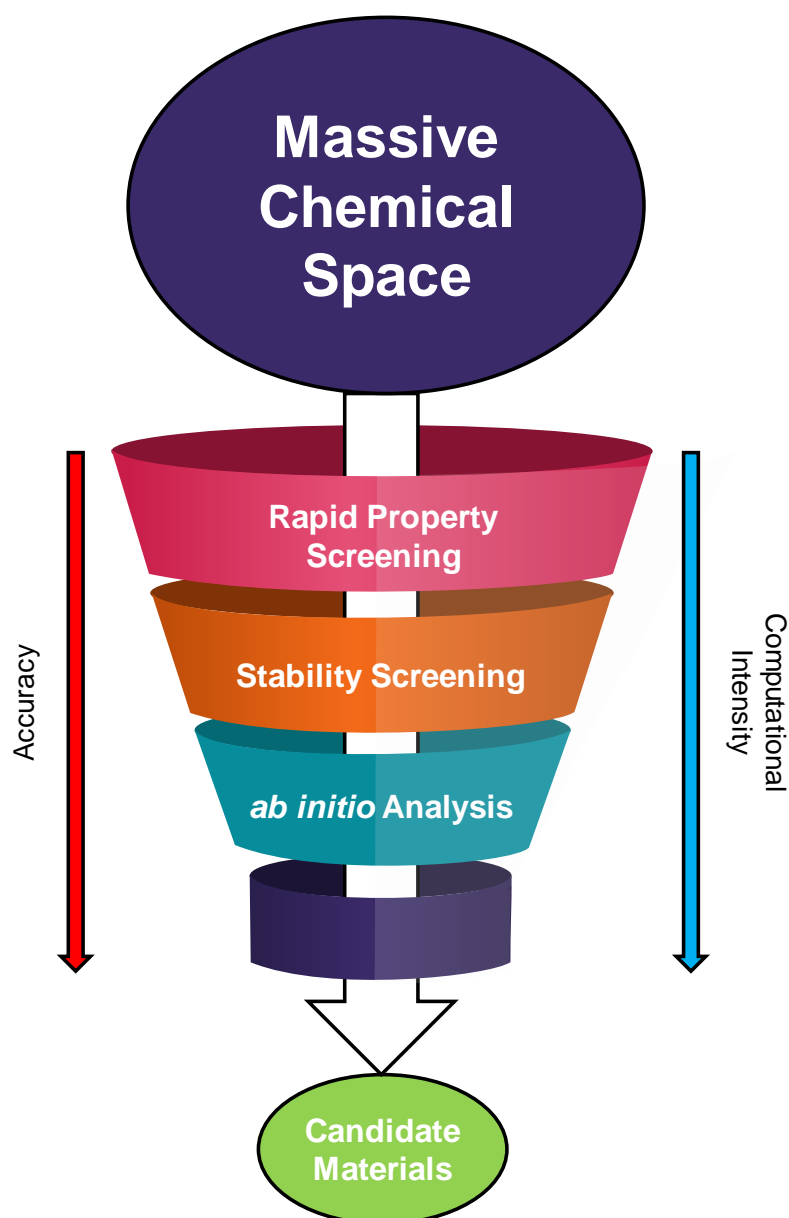 Massive
Chemical
Space
Rapid Property
Screening
Stability Screening
ab initio Analysis
Accuracy
Computational
Intensity
Candidate
Materials